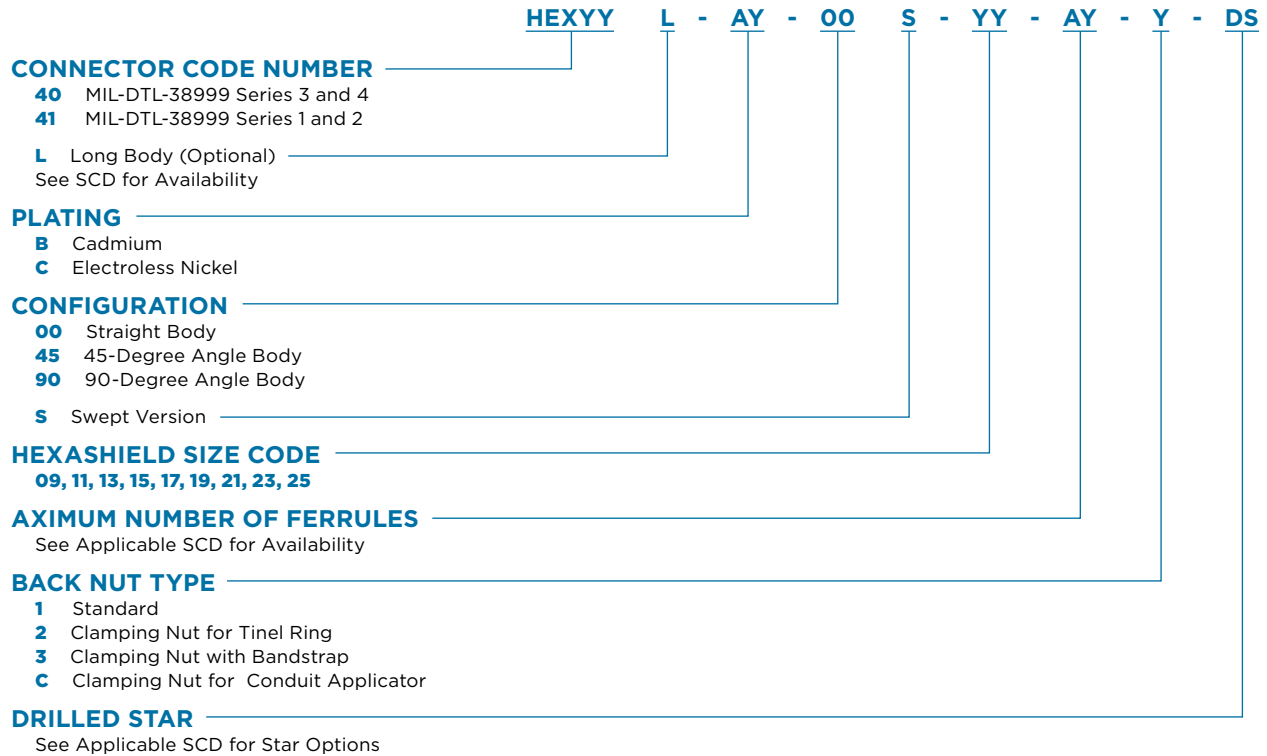 HEXYY L - AY - 00 S - YY - AY - Y - DS
CONNECTOR CODE NUMBER
40 MIL-DTL-38999 Series 3 and 4
41 MIL-DTL-38999 Series 1 and 2
L Long Body (Optional)
See SCD for Availability
PLATING
B Cadmium
C Electroless Nickel
CONFIGURATION
00 Straight Body
45 45-Degree Angle Body
90 90-Degree Angle Body
S Swept Version
HEXASHIELD SIZE CODE
09, 11, 13, 15, 17, 19, 21, 23, 25
AXIMUM NUMBER OF FERRULES
See Applicable SCD for Availability
BACK NUT TYPE
1 Standard
2 Clamping Nut for Tinel Ring
3 Clamping Nut with Bandstrap
C Clamping Nut for Conduit Applicator
DRILLED STAR
See Applicable SCD for Star Options